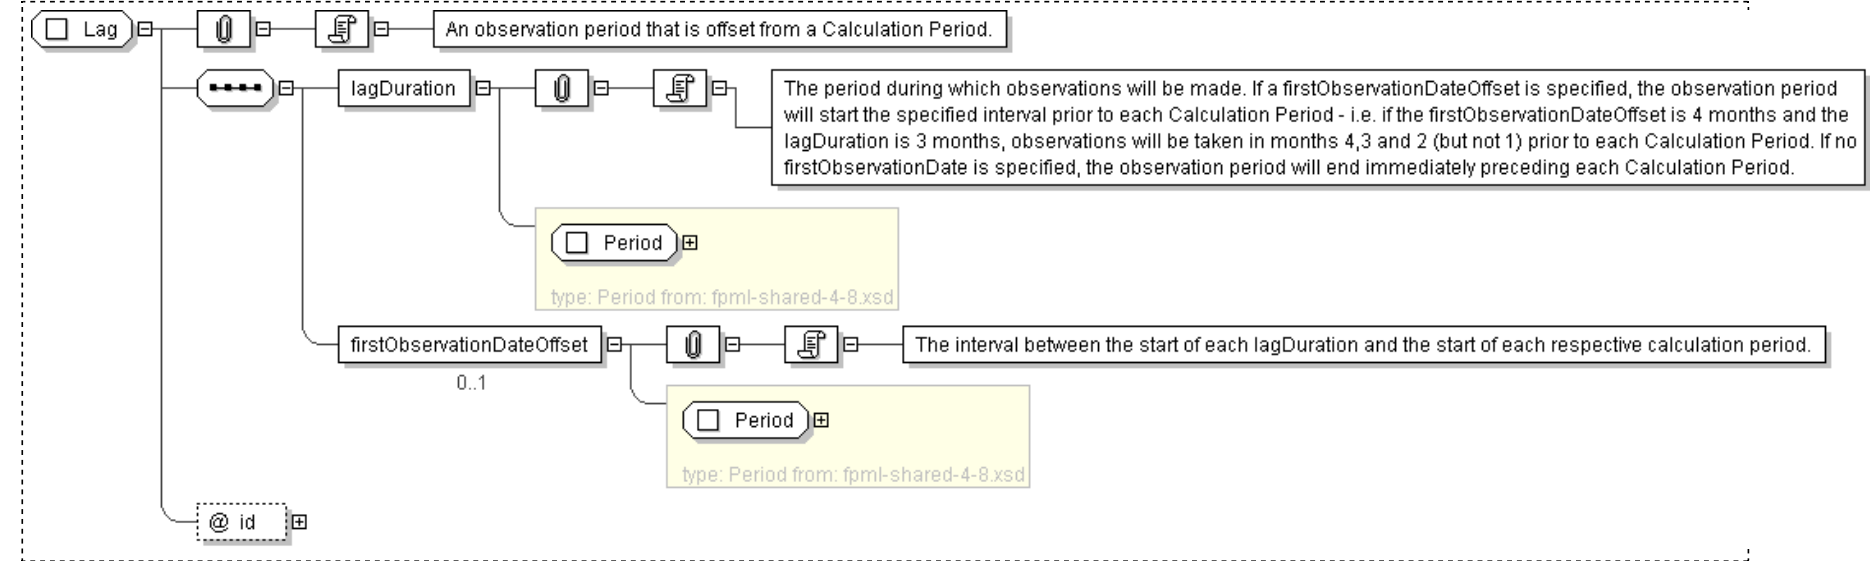 Lag
An observation period that is offset from a Calculation Period.
lagDuration
The period during which observations will be made. If a firstObservationDateOffset is specified, the observation period
will start the specified interval prior to each Calculation Period - i.e. if the firstObservationDateOffset is 4 months and the
lagDuration is 3 months, observations will be taken in months 4,3 and 2 (but not 1) prior to each Calculation Period. If no
firstObservationDate is specified, the observation period will end immediately preceding each Calculation Period.
Period
type: Period from: fpml-shared-4-8.xsd
firstObservationDateOffset
The interval between the start of each lagDuration and the start of each respective calculation period.
0..1
Period
type: Period from: fpml-shared-4-8.xsd
@ id